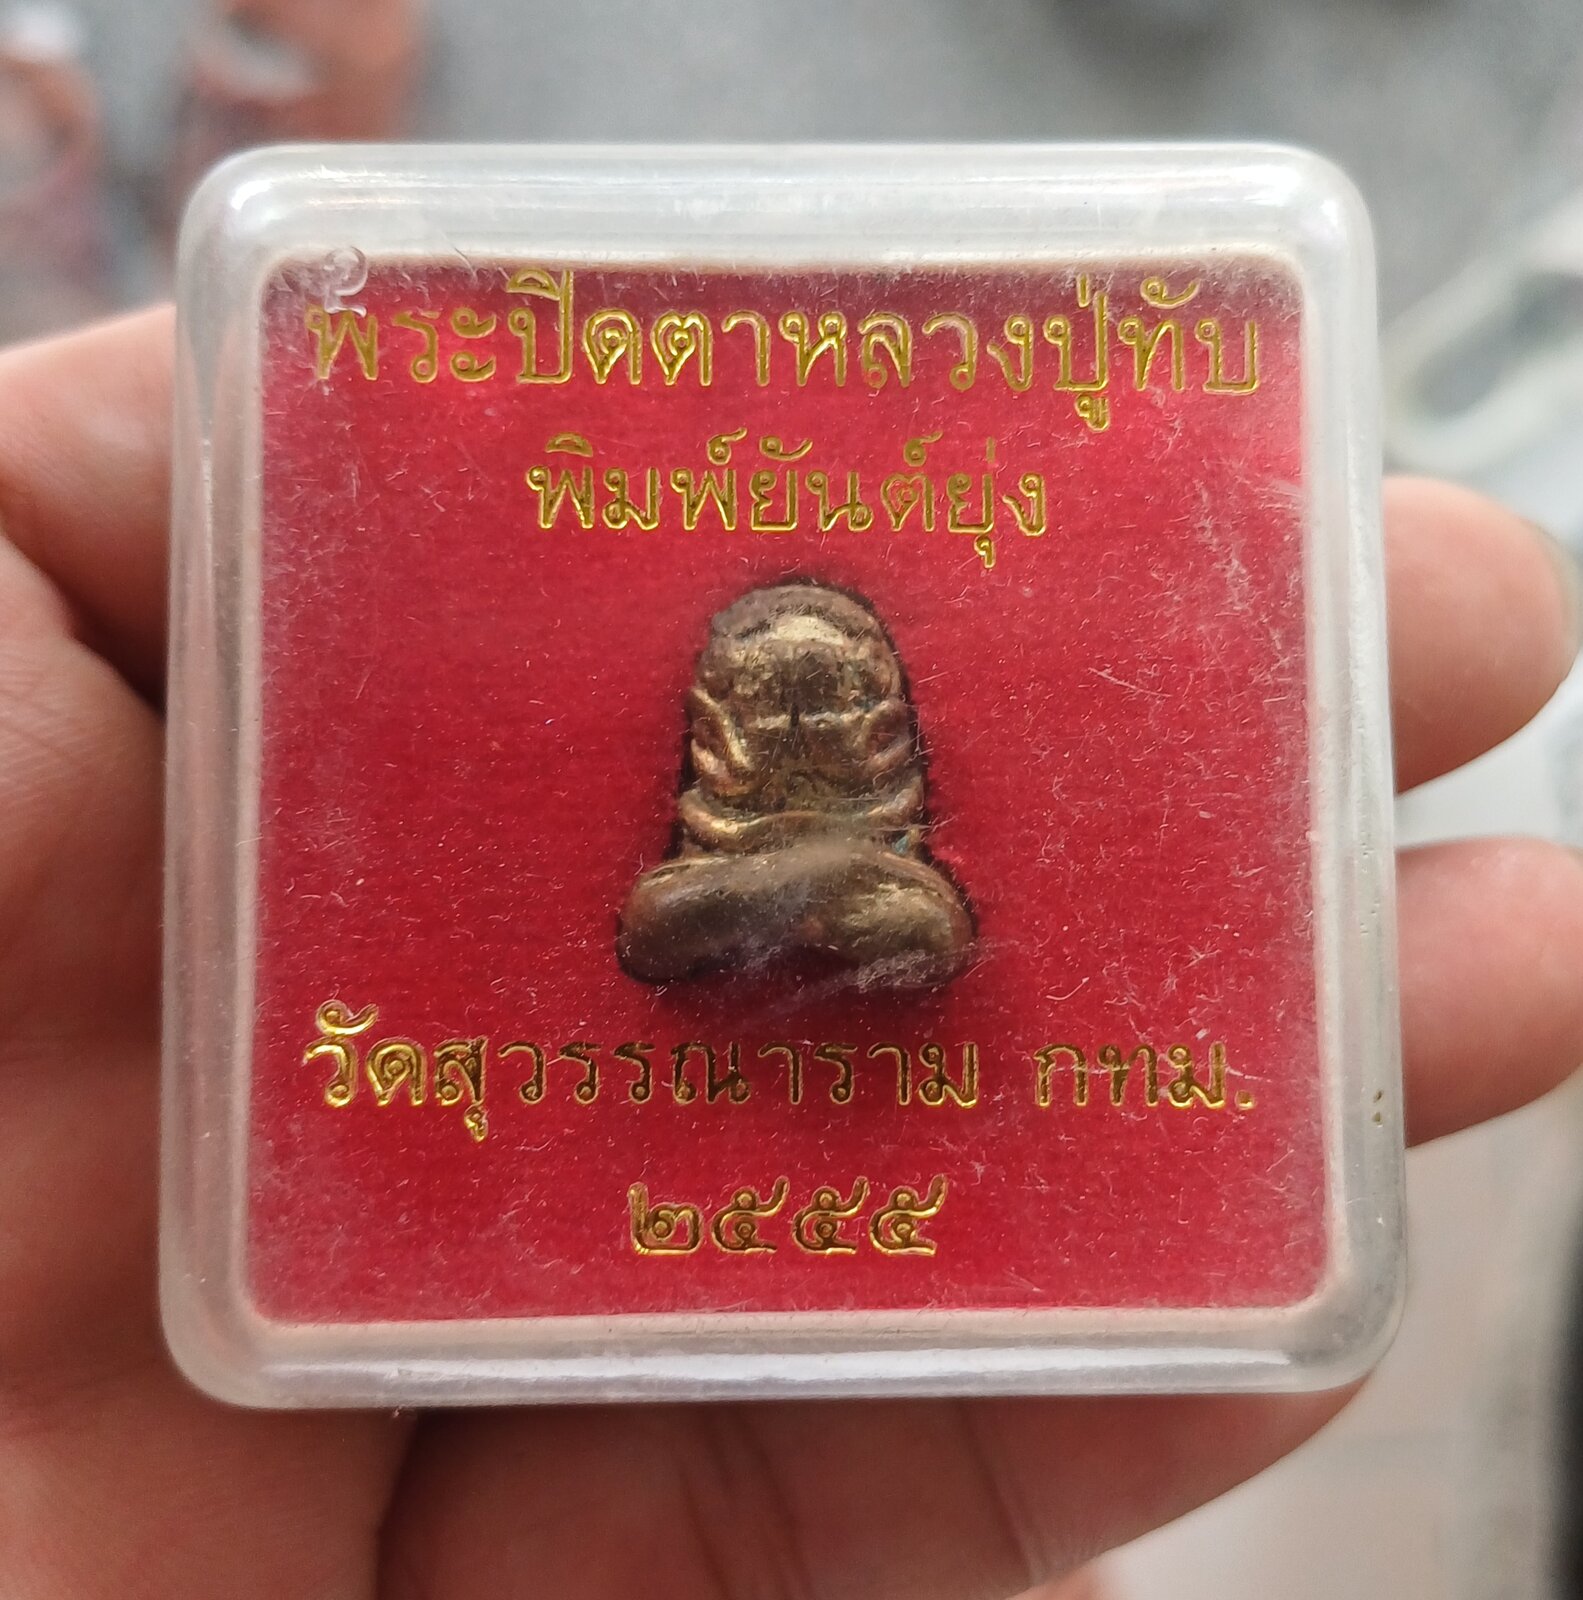 พระปิดตาหลวงปู่ทับ
พิมพ์ยันต์ยุ่ง
วัดสุวรรณาราม กทม.
๒๕๕๕